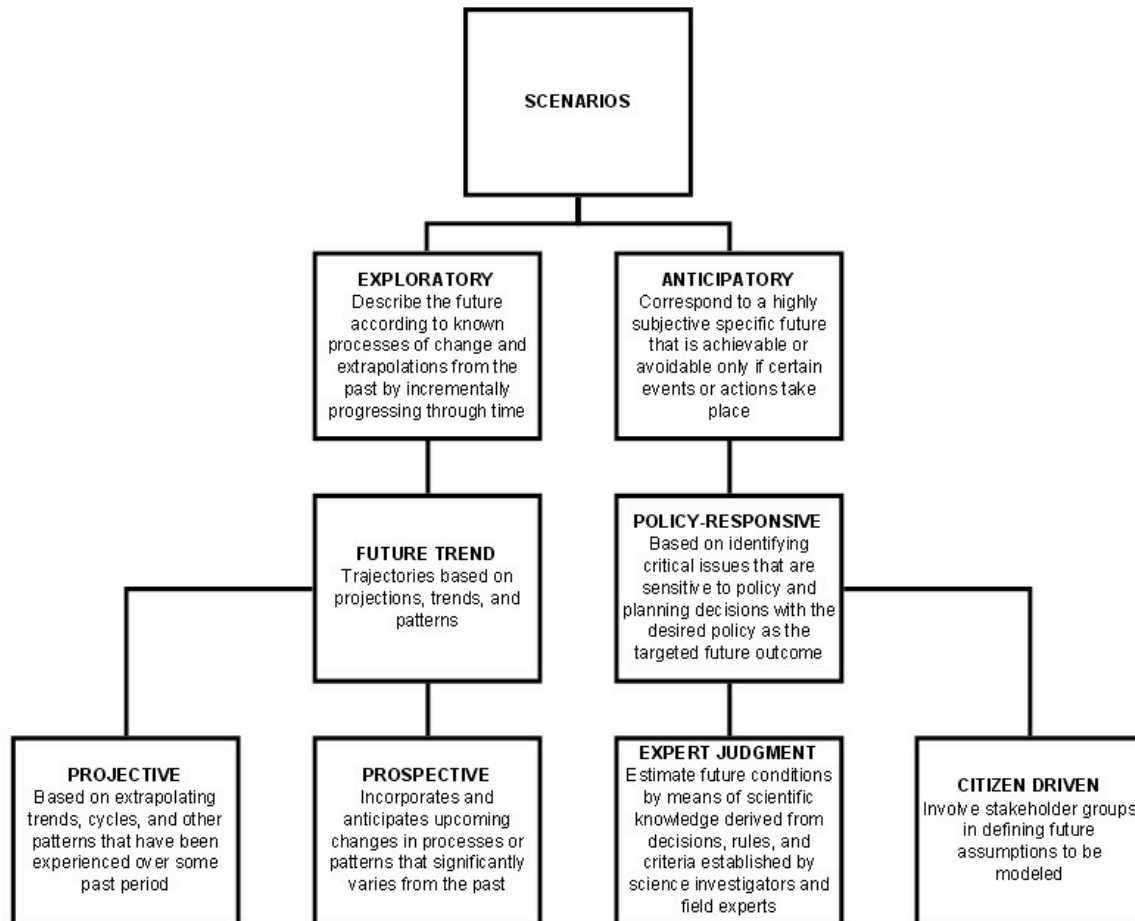 SCENARIOS
EXPLORATORY
Describe the future
according to known
processes of change and
extrapolations from the
past by incrementally
progressing through time
ANTICIPATORY
Correspond to a highly
subjective specific future
that is achievable or
avoidable only if certain
events or actions take
place
FUTURE TREND
Trajectories based on
projections, trends, and
patterns
POLICY-RESPONSIVE
Based on identifying
critical issues that are
sensitive to policy and
planning decisions with the
desired policy as the
targeted future outcome
PROJECTIVE
Based on extrapolating
trends, cycles, and other
patterns that have been
experienced over some
past period
PROSPECTIVE
Incorporates and
anticipates upcoming
changes in processes or
patterns that significantly
varies from the past
EXPERT JUDGMENT
Estimate future conditions
by means of scientific
knowledge derived from
decisions, rules, and
criteria established by
science investigators and
field experts
CITIZEN DRIVEN
Involve stakeholder groups
in defining future
assumptions to be
modeled